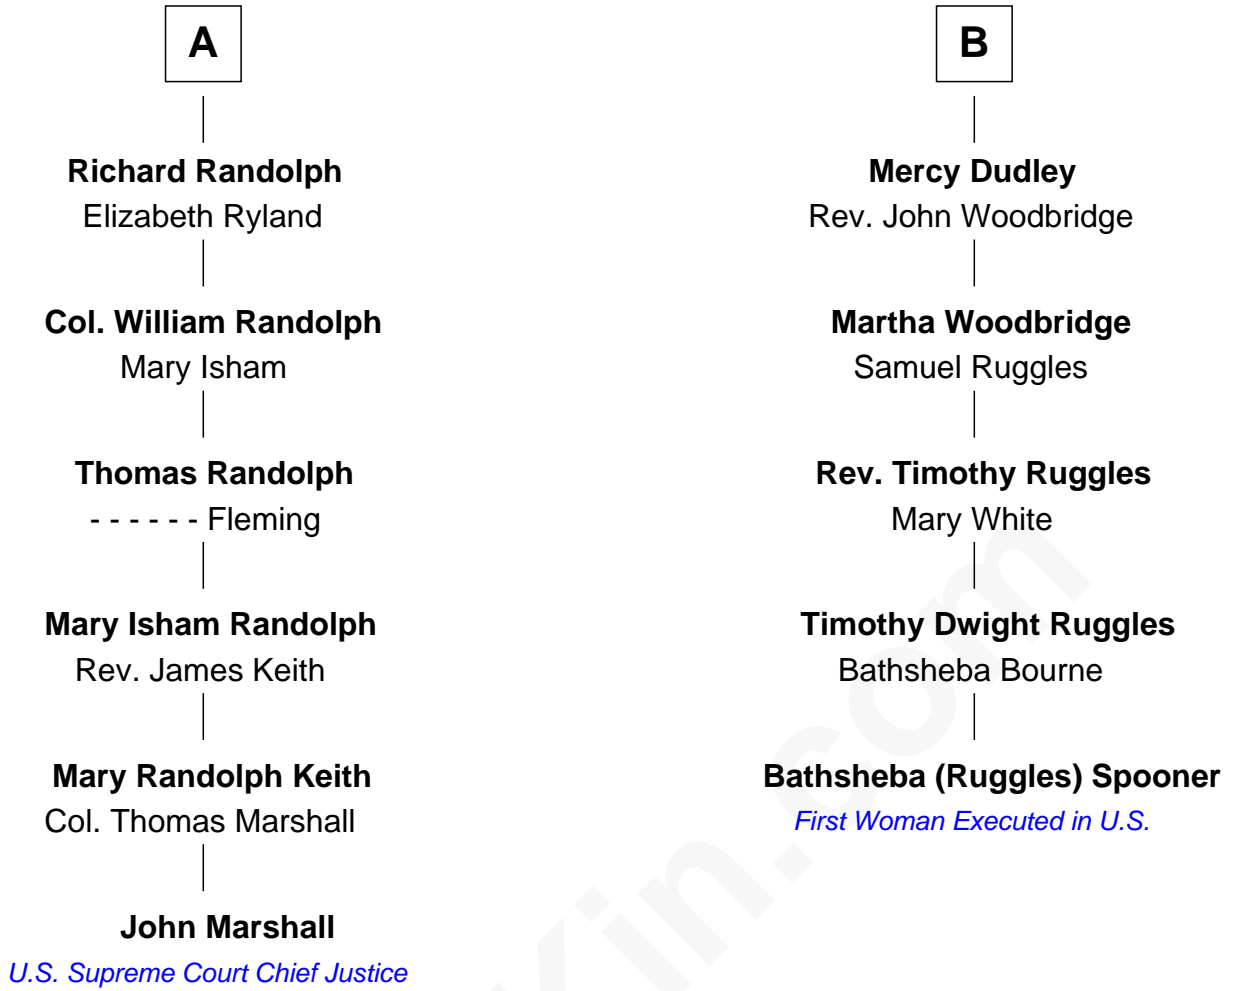 A
Richard Randolph
Elizabeth Ryland
Col. William Randolph
Mary Isham
Thomas Randolph
- - - - - - Fleming
Mary Isham Randolph
Rev. James Keith
Mary Randolph Keith
Col. Thomas Marshall
John Marshall
U.S. Supreme Court Chief Justice
B
Mercy Dudley
Rev. John Woodbridge
Martha Woodbridge
Samuel Ruggles
Rev. Timothy Ruggles
Mary White
Timothy Dwight Ruggles
Bathsheba Bourne
Bathsheba (Ruggles) Spooner
First Woman Executed in U.S.
Kin.com